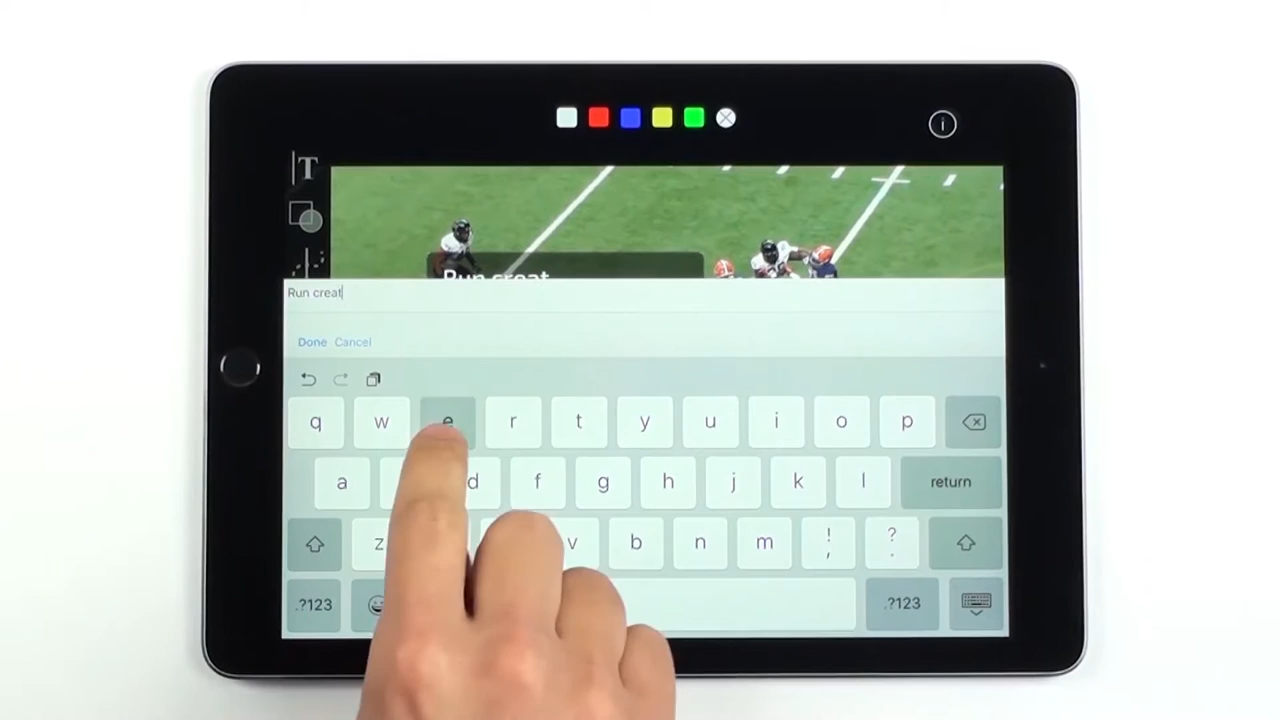 i
T
Run creat
Run creat
Done Cancel
q w e r t y u i o p
a d f g h j k l return
z v b n m ! , ? .
.?123 .?123